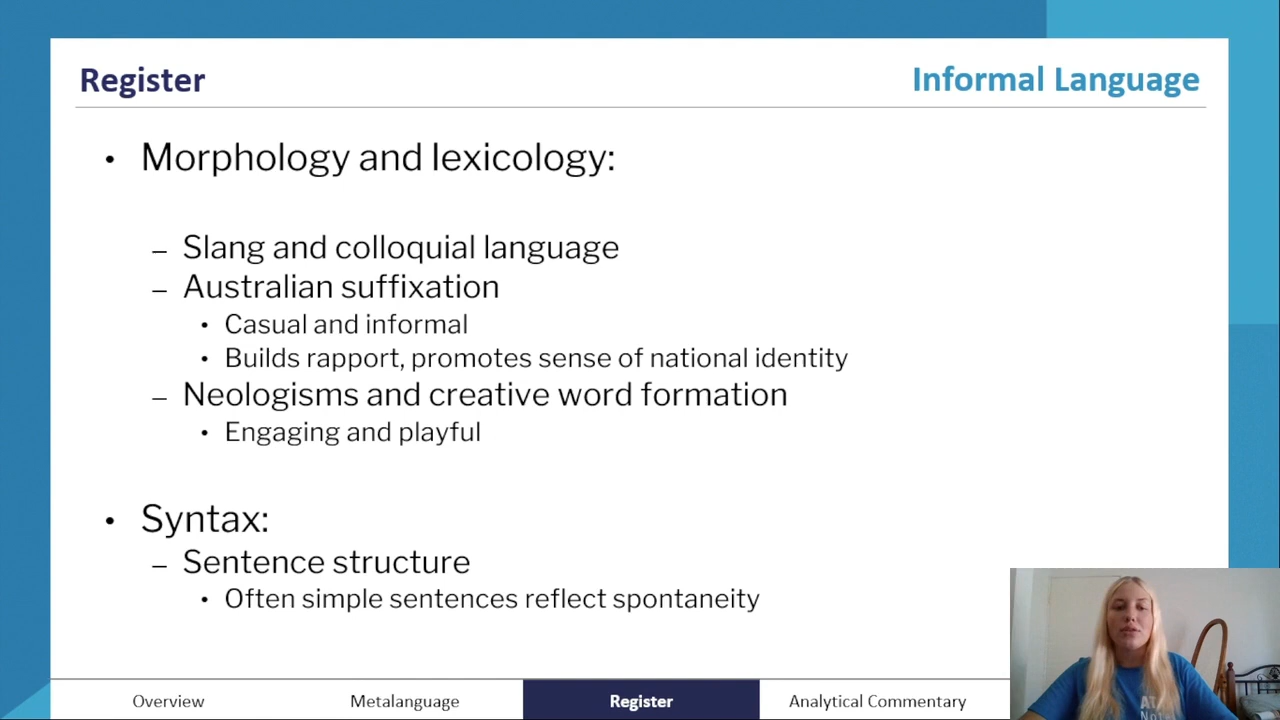 Register
Informal Language
• Morphology and lexicology:
– Slang and colloquial language
– Australian suffixation
• Casual and informal
• Builds rapport, promotes sense of national identity
– Neologisms and creative word formation
• Engaging and playful
• Syntax:
– Sentence structure
• Often simple sentences reflect spontaneity
Overview
Metalanguage
Register
Analytical Commentary